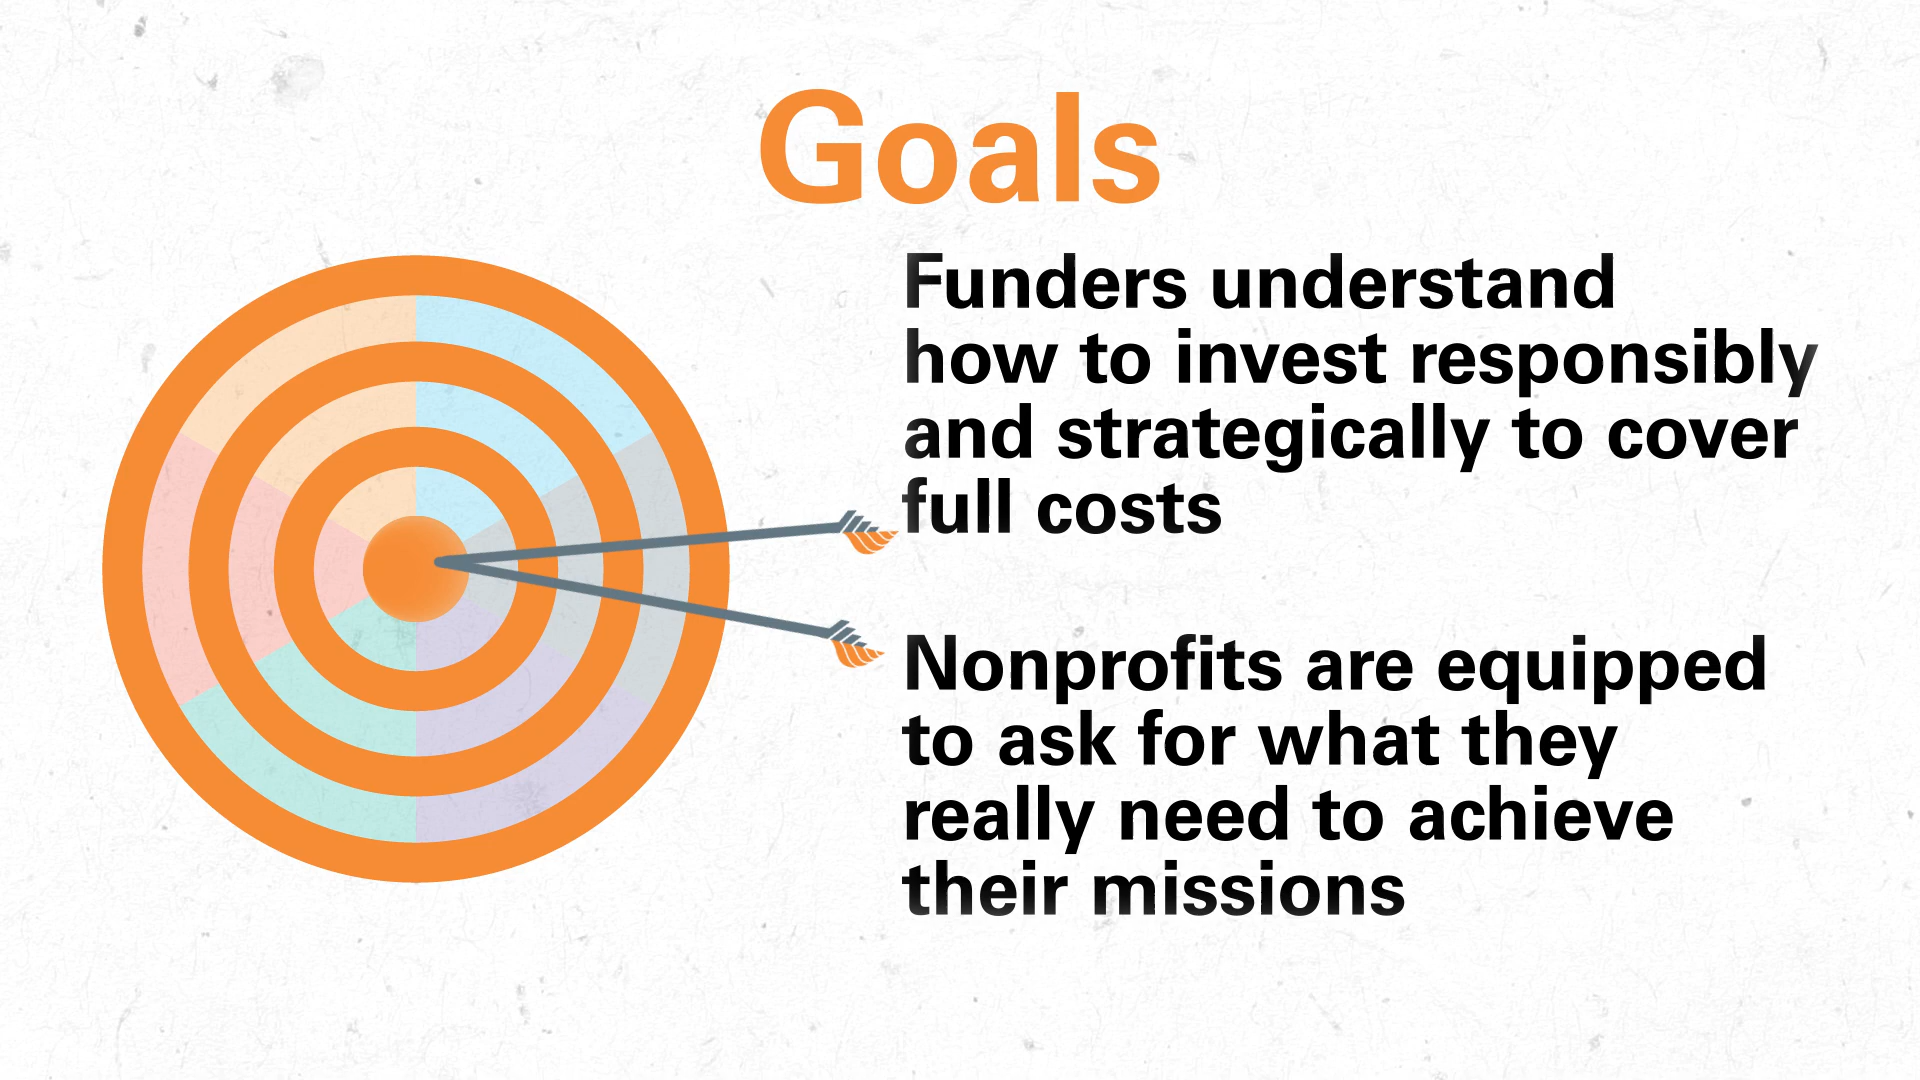 Goals
Funders understand
how to invest responsibly
and strategically to cover
full costs
Nonprofits are equipped
to ask for what they
really need to achieve
their missions